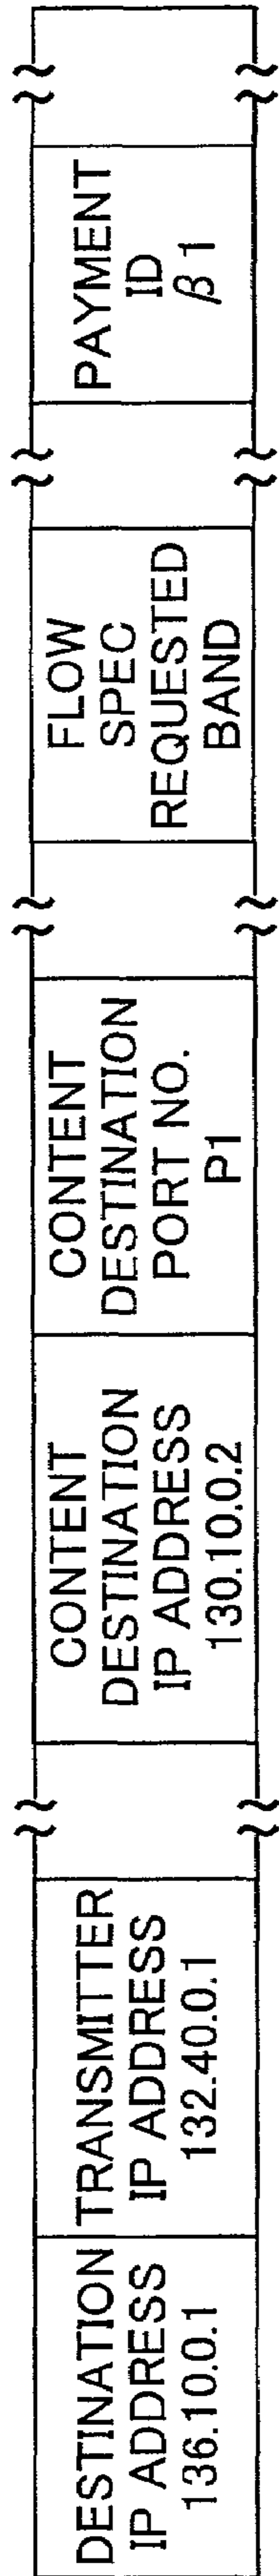 DESTINATION
IP ADDRESS
136.10.0.1
TRANSMITTER
IP ADDRESS
132.40.0.1
CONTENT
DESTINATION
IP ADDRESS
130.10.0.2
CONTENT
DESTINATION
PORT NO.
P1
FLOW
SPEC
REQUESTED
BAND
PAYMENT
ID
β1